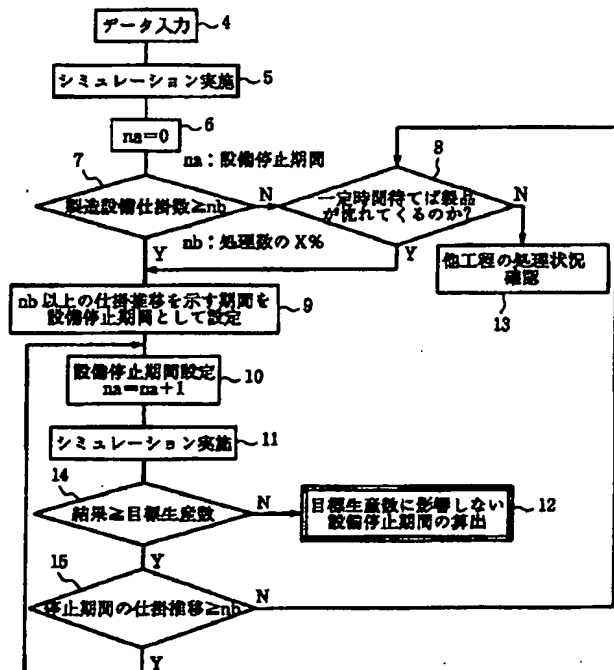 データ入力
4
シミュレーション実施
5
na=0
6
na：設備停止期間
7
製造設備仕掛数≧nb
N
8
一定時間待てば製品
が流れてくるのか?
N
Y
nb：処理数のX%
Y
他工程の処理状況
確認
13
nb以上の仕掛推移を示す期間を
設備停止期間として設定
9
設備停止期間設定
na=na+1
10
シミュレーション実施
11
14
結果≧目標生産数
N
目標生産数に影響しない
設備停止期間の算出
12
Y
15
停止期間の仕掛推移≧nb
N
Y